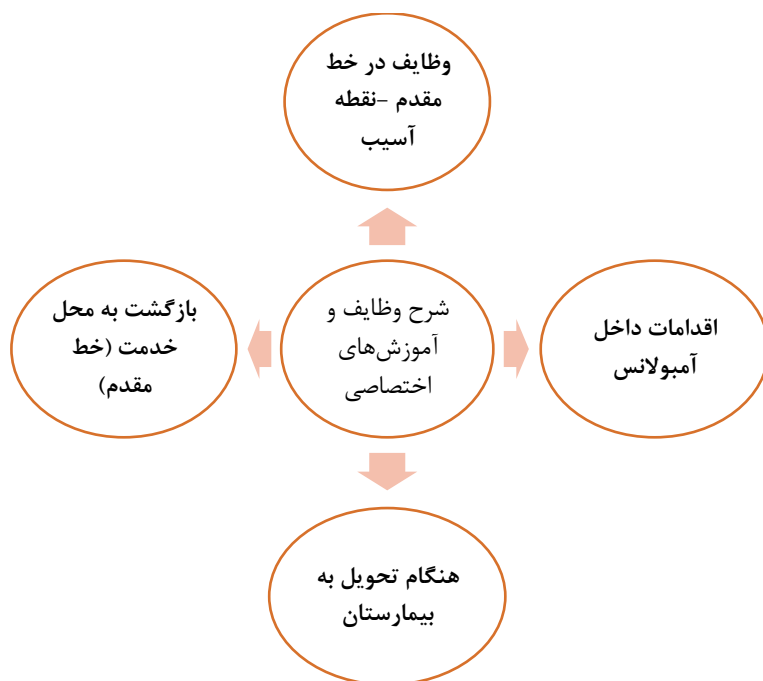 وظایف در خط
مقدم –نقطه
آسیب
بازگشت به محل
خدمت (خط
مقدم)
شرح وظایف و
آموزش‌های
اختصاصی
اقدامات داخل
آمبولانس
هنگام تحویل به
بیمارستان